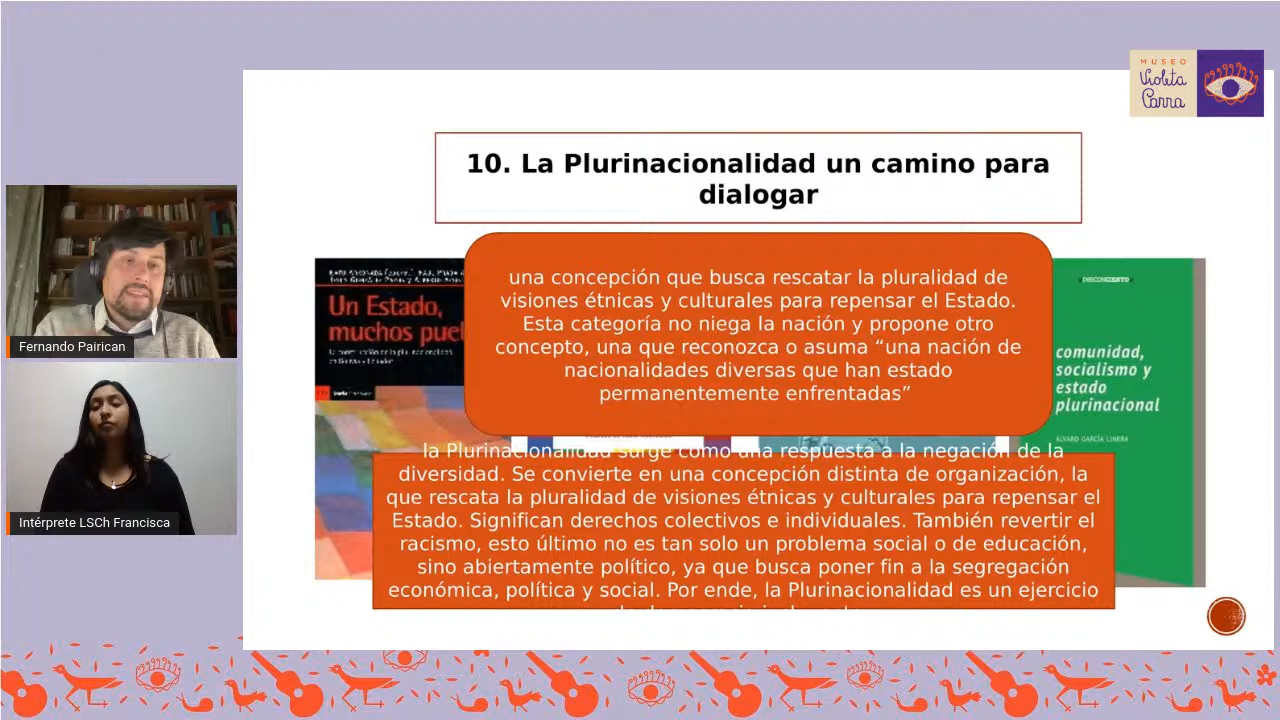 MUSEO
Violeta
Parra
10. La Plurinacionalidad un camino para
dialogar
una concepción que busca rescatar la pluralidad de
visiones étnicas y culturales para repensar el Estado.
Esta categoría no niega la nación y propone otro
concepto, una que reconozca o asuma “una nación de
nacionalidades diversas que han estado
permanentemente enfrentadas”
Un Estado,
muchos puel
comunidad,
socialismo y
estado
plurinacional
ÁLVARO GARCÍA LINERA
la Plurinacionalidad surge como una respuesta a la negación de la
diversidad. Se convierte en una concepción distinta de organización, la
que rescata la pluralidad de visiones étnicas y culturales para repensar el
Estado. Significan derechos colectivos e individuales. También revertir el
racismo, esto último no es tan solo un problema social o de educación,
sino abiertamente político, ya que busca poner fin a la segregación
económica, política y social. Por ende, la Plurinacionalidad es un ejercicio
Fernando Pairican
Intérprete LSCh Francisca